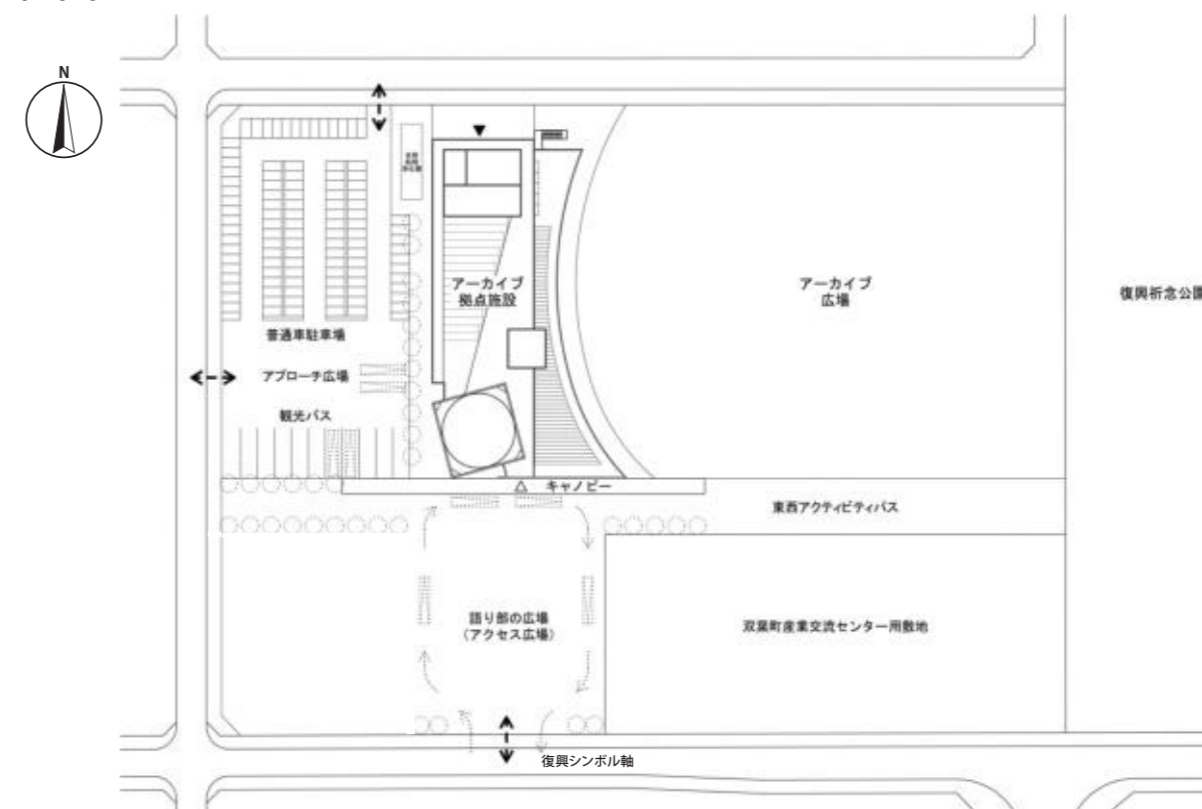 N
アーカイブ
拠点施設
アーカイブ
広場
復興祈念公園
普通車駐車場
アプローチ広場
観光バス
キャノピー
東西アクティビティパス
語り部の広場
（アクセス広場）
双葉町産業交流センター用敷地
復興シンボル軸